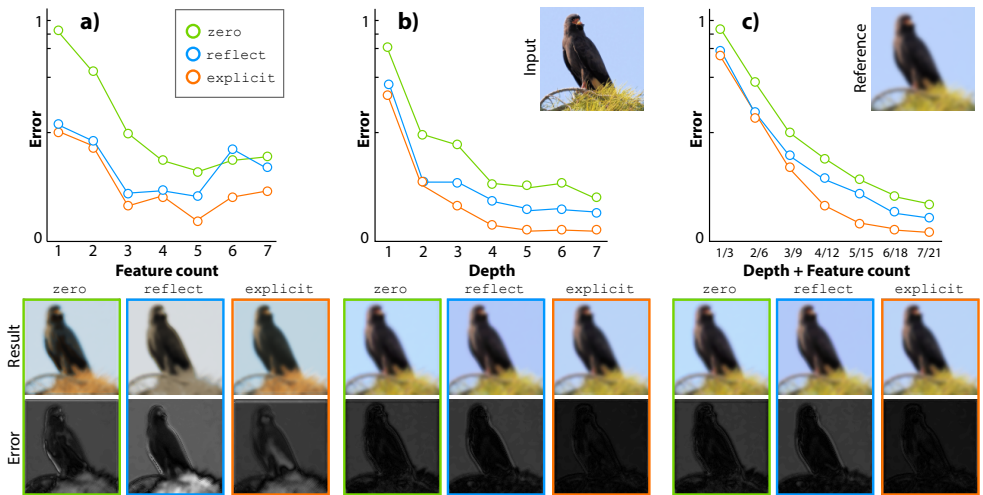 a)
1
0
Error
zero
reflect
explicit
1 2 3 4 5 6 7
Feature count
b)
1
0
Error
Input
1 2 3 4 5 6 7
Depth
c)
1
0
Error
Reference
1/3 2/6 3/9 4/12 5/15 6/18 7/21
Depth + Feature count
zero reflect explicit zero reflect explicit zero reflect explicit
Result
Error